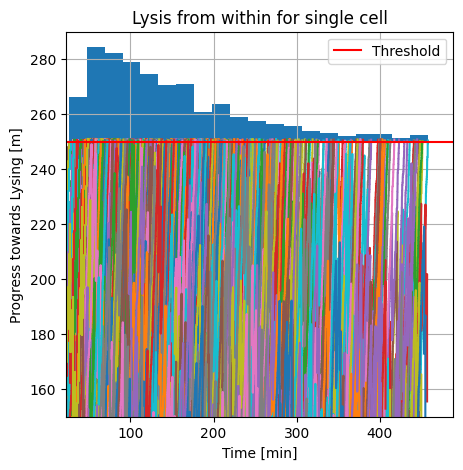 Lysis from within for single cell
Threshold
Progress towards Lysing [m]
280
260
240
220
200
180
160
100
200
300
400
Time [min]